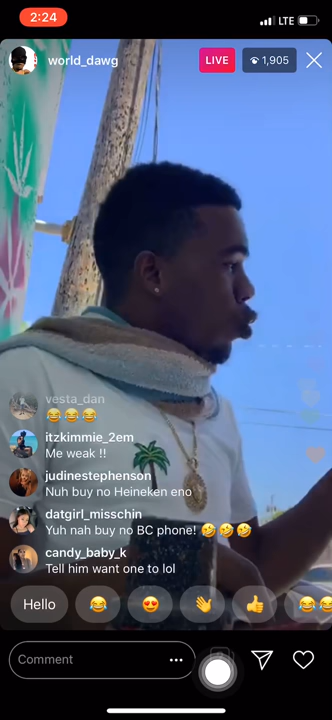 2:24
LTE
world_dawg
LIVE
1,905
vesta_dan
😂😂😂
itzkimmie_2em
Me weak !!
judinestephenson
Nuh buy no Heineken eno
datgirl_misschin
Yuh nah buy no BC phone! 🤣🤣🤣
candy_baby_k
Tell him want one to lol
Hello
Comment